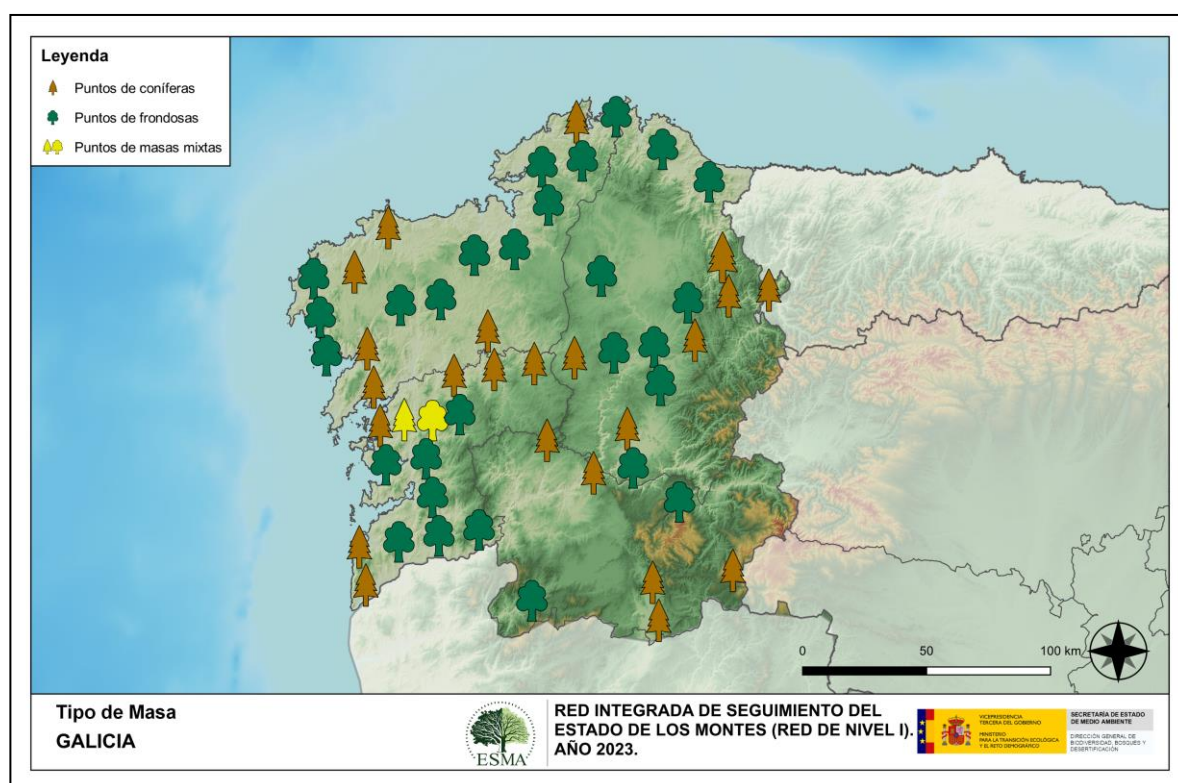 Leyenda
Puntos de coníferas
Puntos de frondosas
Puntos de masas mixtas
0 50 100 km
Tipo de Masa
GALICIA
ESMA
RED INTEGRADA DE SEGUIMIENTO DEL
ESTADO DE LOS MONTES (RED DE NIVEL I).
AÑO 2023.
VICEPRESIDENCIA
TERCERA DEL GOBIERNO
MINISTERIO
PARA LA TRANSICIÓN ECOLÓGICA
Y EL RETO DEMOGRÁFICO
SECRETARÍA DE ESTADO
DE MEDIO AMBIENTE
DIRECCIÓN GENERAL DE
BIODIVERSIDAD, BOSQUES Y
DESERTIFICACIÓN